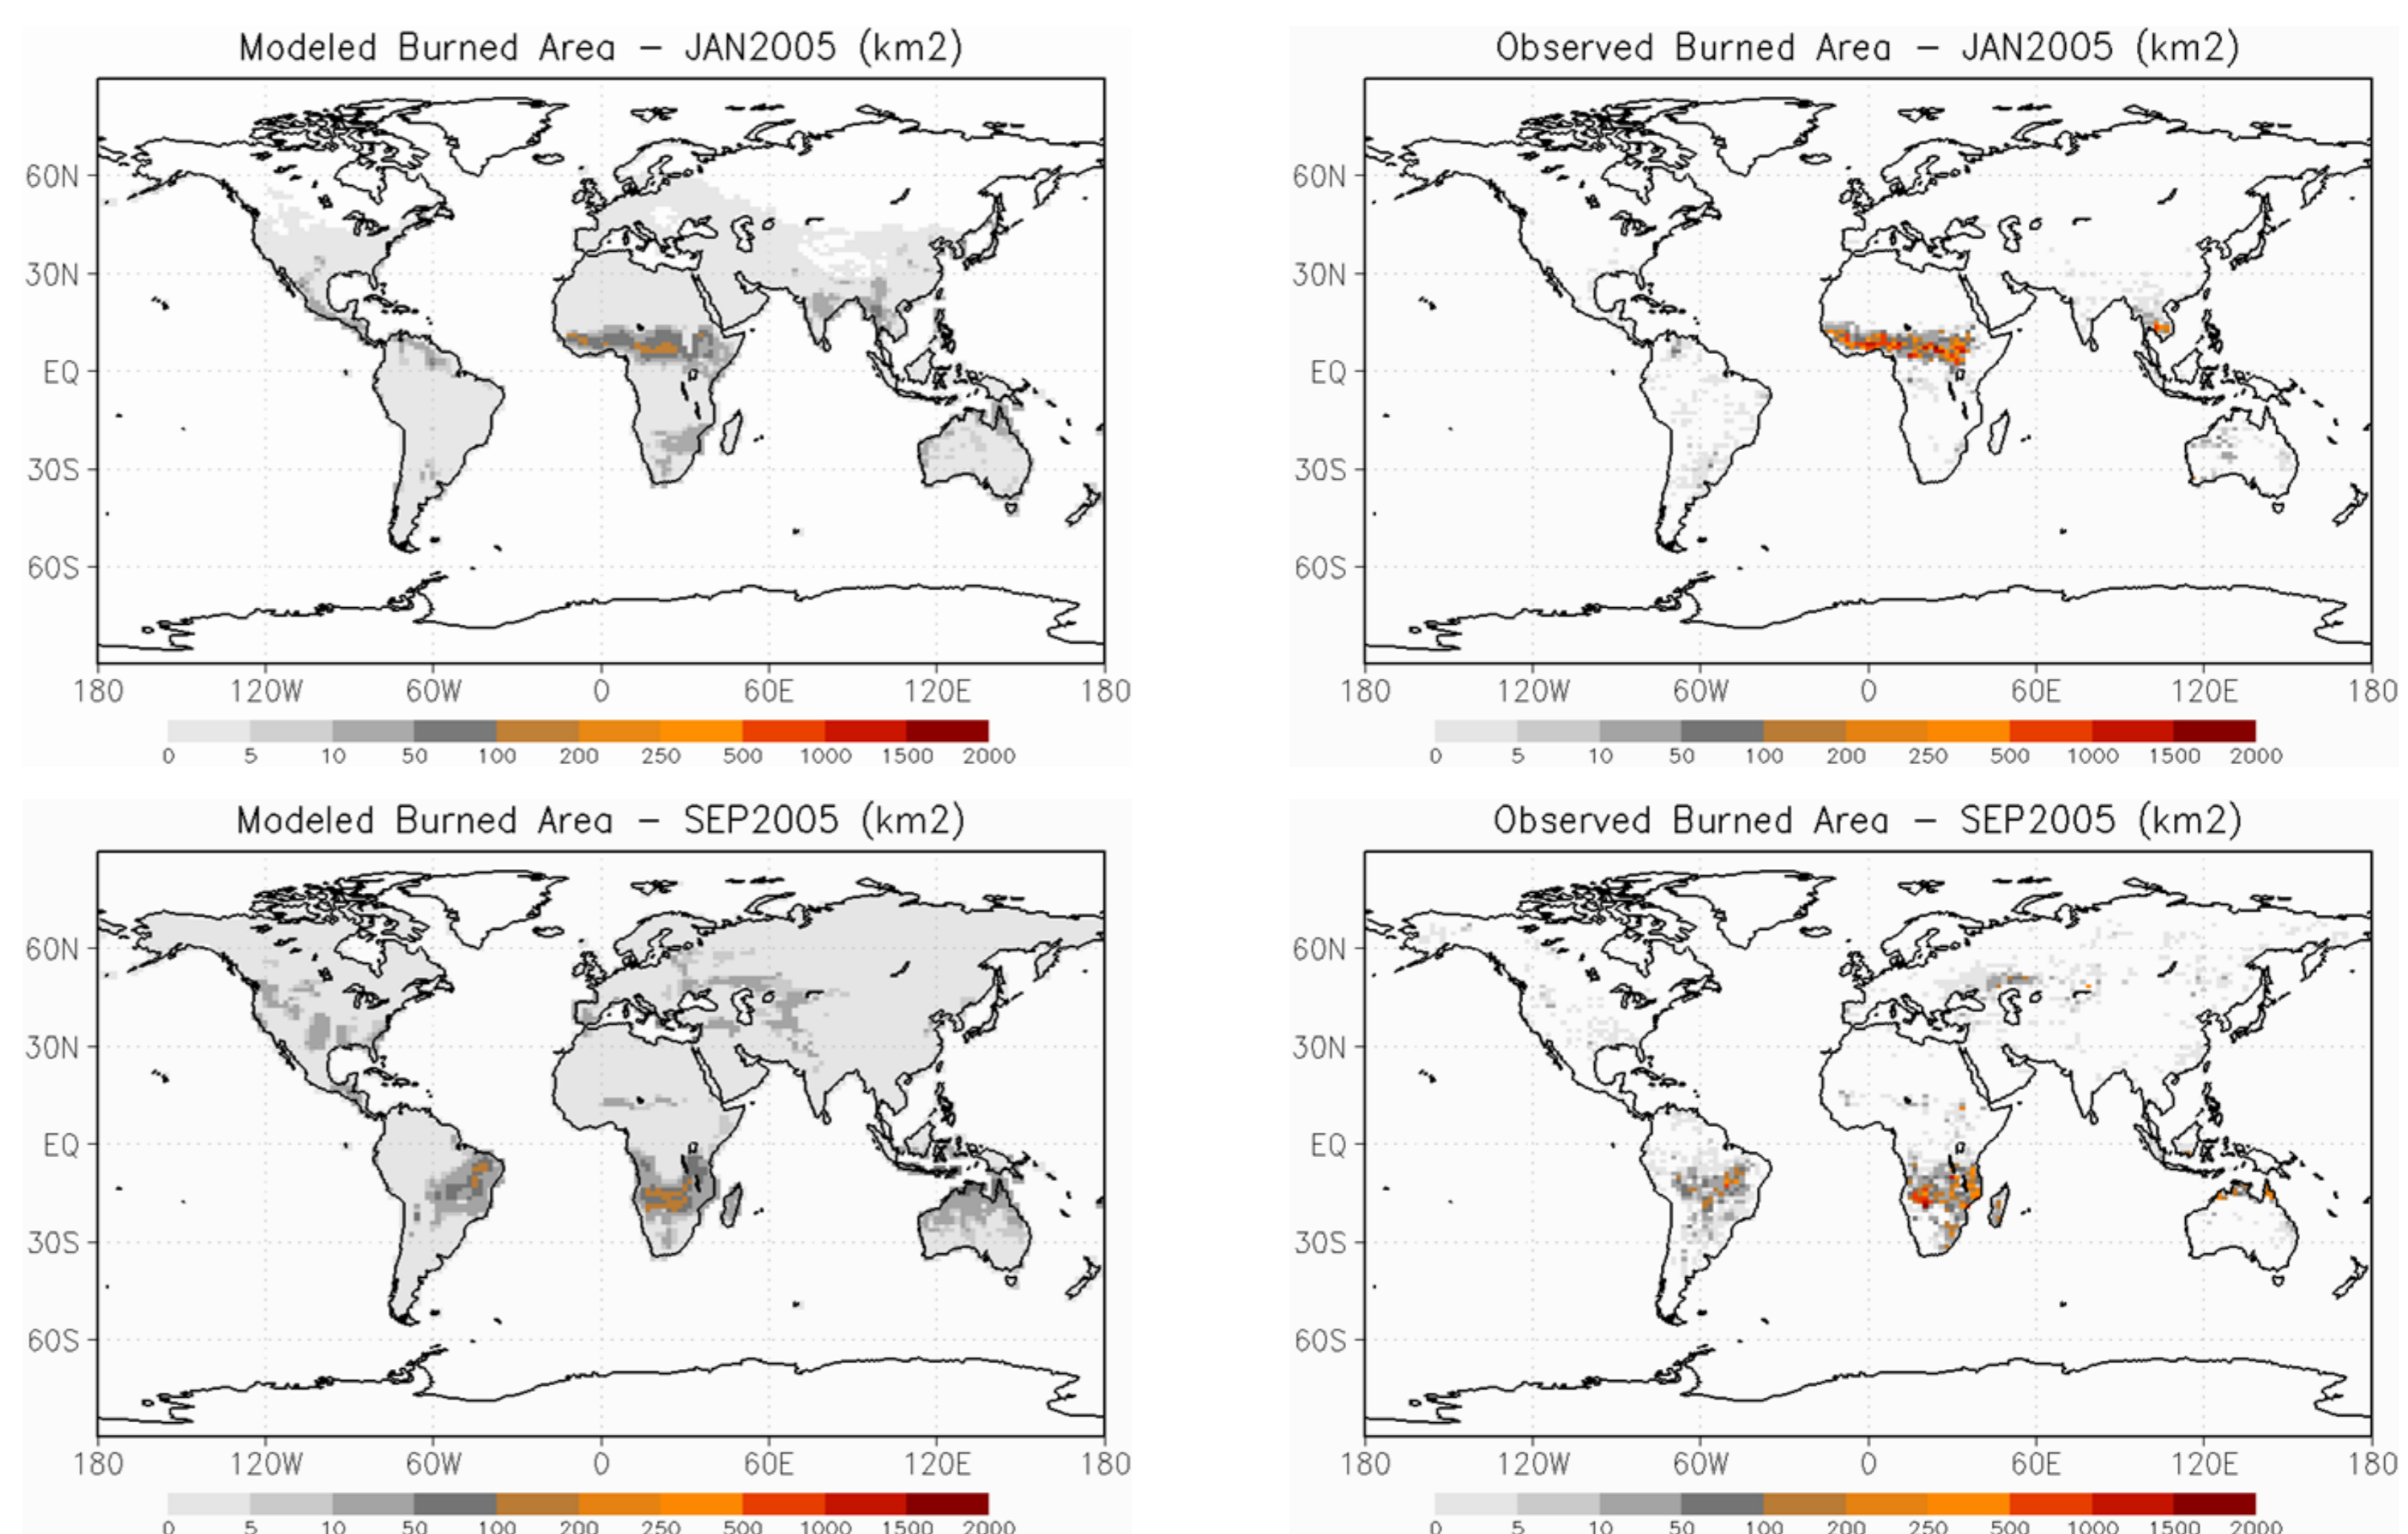 Modeled Burned Area – JAN2005 (km2)
60N
30N
EQ
30S
60S
180 120W 60W 0 60E 120E 180
0 5 10 50 100 200 250 500 1000 1500 2000
Observed Burned Area – JAN2005 (km2)
60N
30N
EQ
30S
60S
180 120W 60W 0 60E 120E 180
0 5 10 50 100 200 250 500 1000 1500 2000
Modeled Burned Area – SEP2005 (km2)
60N
30N
EQ
30S
60S
180 120W 60W 0 60E 120E 180
0 5 10 50 100 200 250 500 1000 1500 2000
Observed Burned Area – SEP2005 (km2)
60N
30N
EQ
30S
60S
180 120W 60W 0 60E 120E 180
0 5 10 50 100 200 250 500 1000 1500 2000